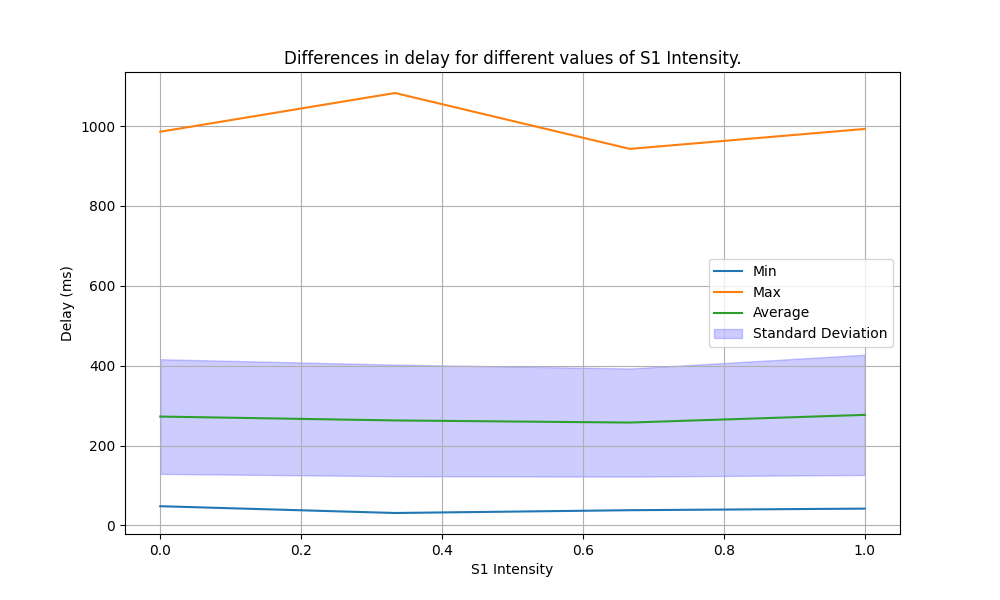 Differences in delay for different values of S1 Intensity.
Delay (ms)
1000
800
600
400
200
0
Min
Max
Average
Standard Deviation
0.0 0.2 0.4 0.6 0.8 1.0
S1 Intensity